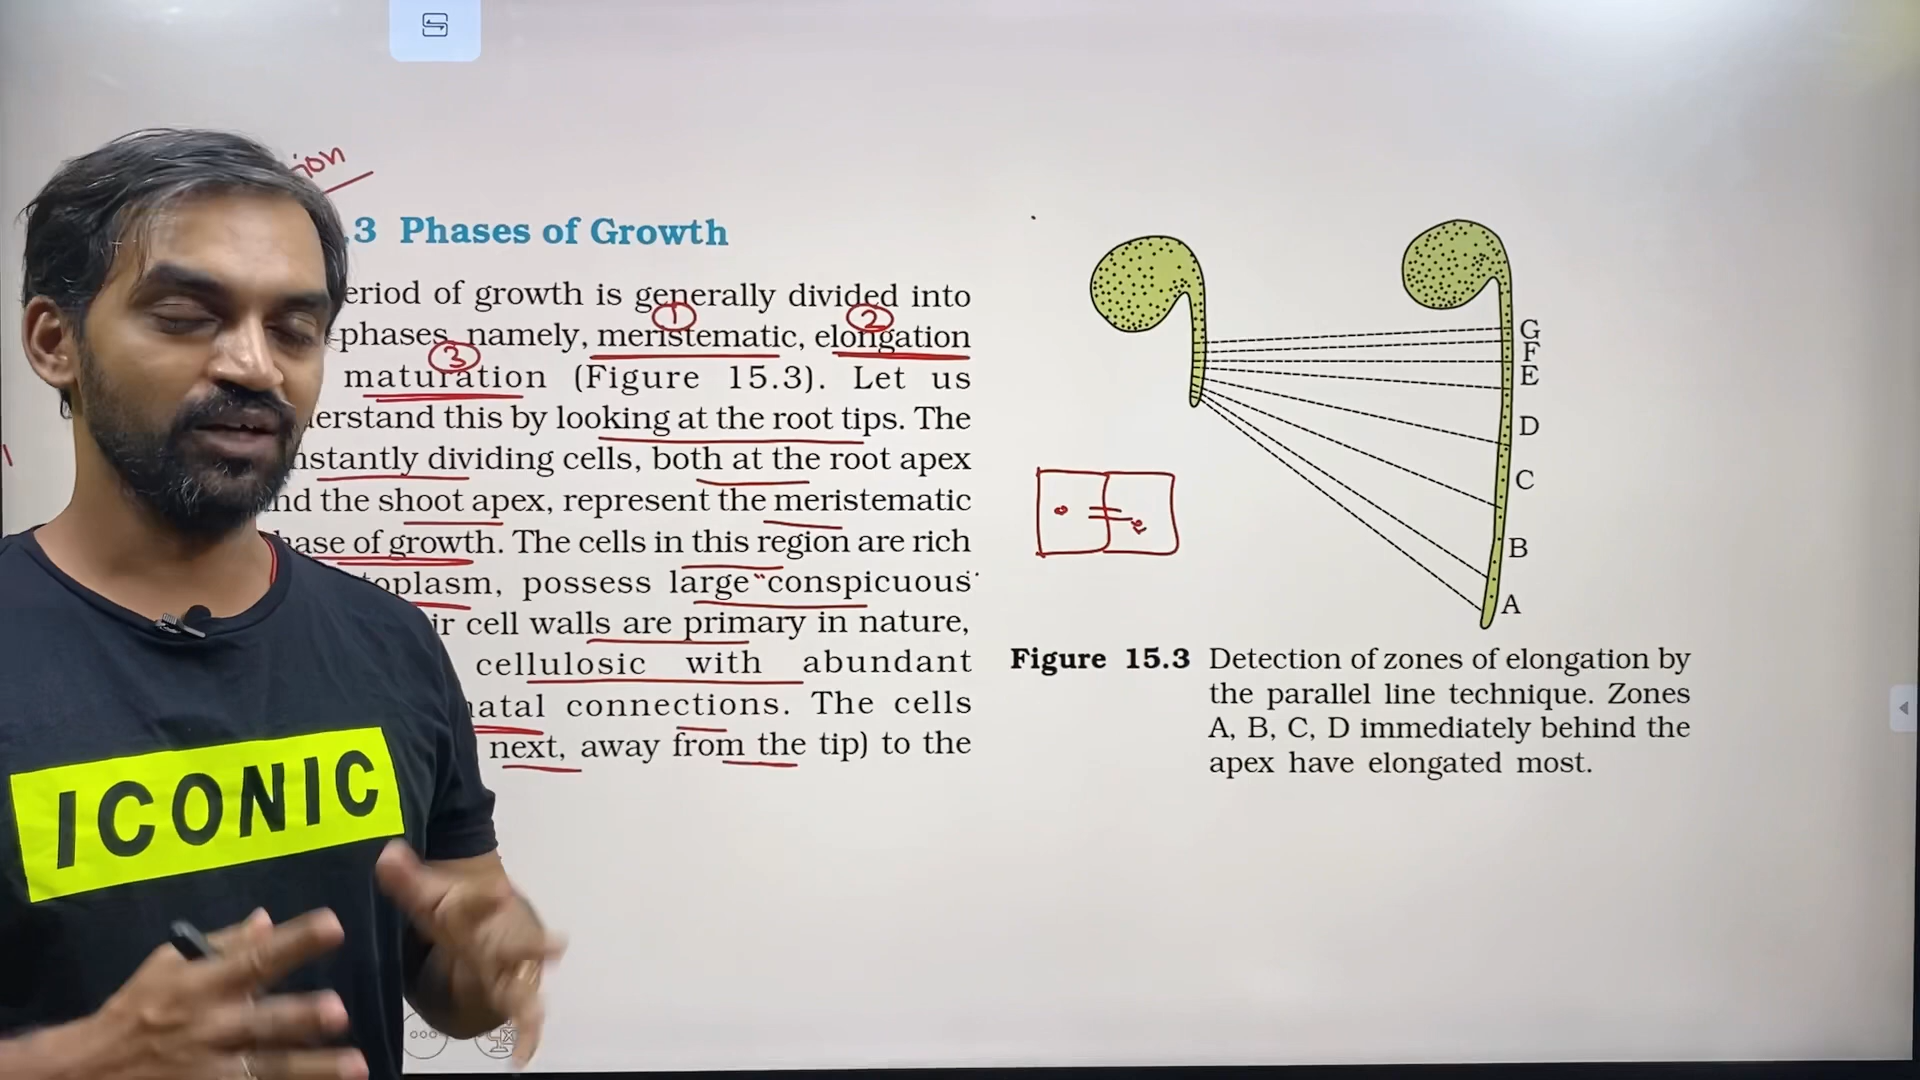 .3 Phases of Growth
eriod of growth is generally divided into
phases, namely, meristematic, elongation
maturation (Figure 15.3). Let us
erstand this by looking at the root tips. The
nstantly dividing cells, both at the root apex
nd the shoot apex, represent the meristematic
hase of growth. The cells in this region are rich
toplasm, possess large conspicuous
ir cell walls are primary in nature,
cellulosic with abundant
natal connections. The cells
next, away from the tip) to the
ion
1
2
3
G
F
E
D
C
B
A
Figure 15.3 Detection of zones of elongation by
the parallel line technique. Zones
A, B, C, D immediately behind the
apex have elongated most.
ICONIC